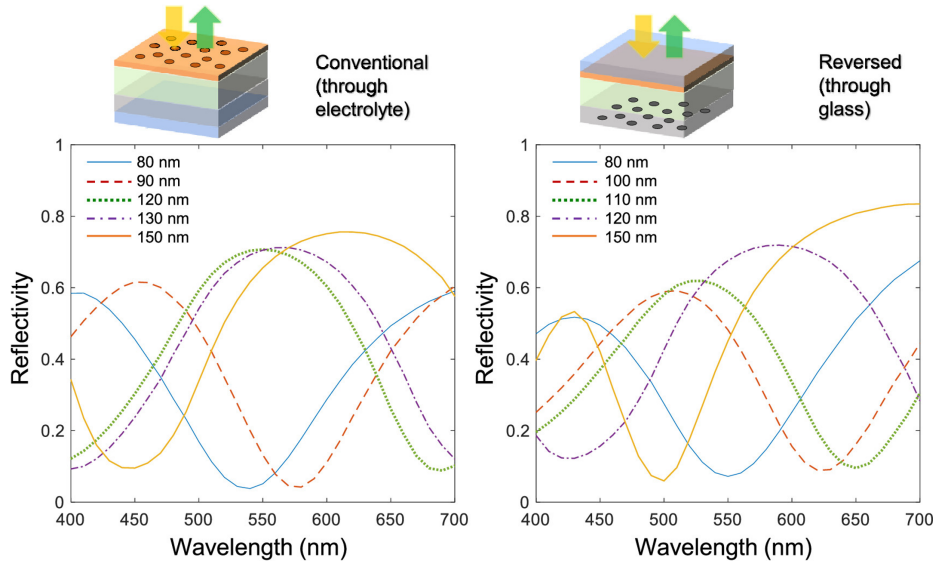 Conventional
(through
electrolyte)
Reversed
(through
glass)
1
0.8
0.6
0.4
0.2
0
Reflectivity
80 nm
90 nm
120 nm
130 nm
150 nm
400 450 500 550 600 650 700
Wavelength (nm)
1
0.8
0.6
0.4
0.2
0
Reflectivity
80 nm
100 nm
110 nm
120 nm
150 nm
400 450 500 550 600 650 700
Wavelength (nm)